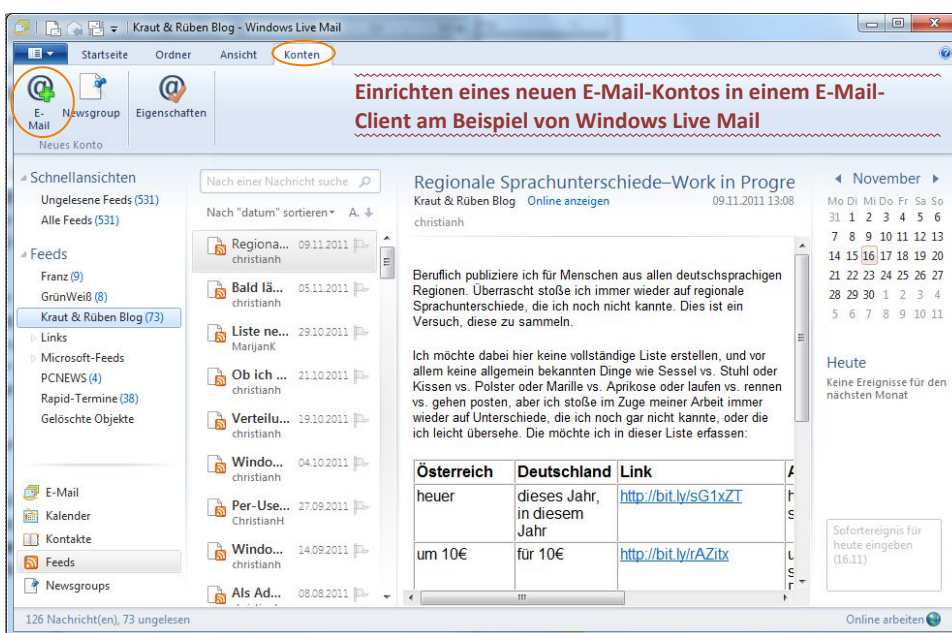 Kraut & Rüben Blog - Windows Live Mail
Startseite Ordner Ansicht Konten
E-Mail Newsgroup Eigenschaften
Neues Konto
Einrichten eines neuen E-Mail-Kontos in einem E-Mail-
Client am Beispiel von Windows Live Mail
Schnellansichten
Ungelesene Feeds (531)
Alle Feeds (531)
Feeds
Franz (9)
GrünWeiß (8)
Kraut & Rüben Blog (73)
Links
Microsoft-Feeds
PCNEWS (4)
Rapid-Termine (38)
Gelöschte Objekte
E-Mail
Kalender
Kontakte
Feeds
Newsgroups
Nach einer Nachricht suche
Nach "datum" sortieren A.
Regiona... 09.11.2011
christianh
Bald lä... 05.11.2011
christianh
Liste ne... 29.10.2011
MarijanK
Ob ich ... 21.10.2011
christianh
Verteilu... 19.10.2011
christianh
Windo... 04.10.2011
christianh
Per-Use... 27.09.2011
ChristianH
Windo... 14.09.2011
christianh
Als Ad... 08.08.2011
Regionale Sprachunterschiede–Work in Progre
Kraut & Rüben Blog Online anzeigen 09.11.2011 13:08
christianh
Beruflich publiziere ich für Menschen aus allen deutschsprachigen
Regionen. Überrascht stoße ich immer wieder auf regionale
Sprachunterschiede, die ich noch nicht kannte. Dies ist ein
Versuch, diese zu sammeln.
Ich möchte dabei hier keine vollständige Liste erstellen, und vor
allem keine allgemein bekannten Dinge wie Sessel vs. Stuhl oder
Kissen vs. Polster oder Marille vs. Aprikose oder laufen vs. rennen
vs. gehen posten, aber ich stoße im Zuge meiner Arbeit immer
wieder auf Unterschiede, die ich noch gar nicht kannte, oder die
ich leicht übersehe. Die möchte ich in dieser Liste erfassen:
Österreich Deutschland Link
heuer dieses Jahr, http://bit.ly/sG1xZT
in diesem
Jahr
um 10€ für 10€ http://bit.ly/rAZitx
November
Mo Di Mi Do Fr Sa So
31 1 2 3 4 5 6
7 8 9 10 11 12 13
14 15 16 17 18 19 20
21 22 23 24 25 26 27
28 29 30 1 2 3 4
5 6 7 8 9 10 11
Heute
Keine Ereignisse für den
nächsten Monat
Sofortereignis für
heute eingeben
(16.11)
126 Nachricht(en), 73 ungelesen
Online arbeiten